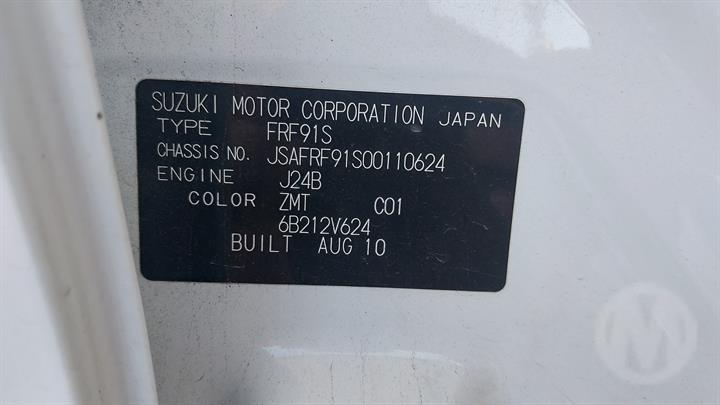 SUZUKI MOTOR CORPORATION JAPAN
TYPE FRF91S
CHASSIS NO. JSAFRF91S00110624
ENGINE J24B
COLOR ZMT C01
6B212V624
BUILT AUG 10
M